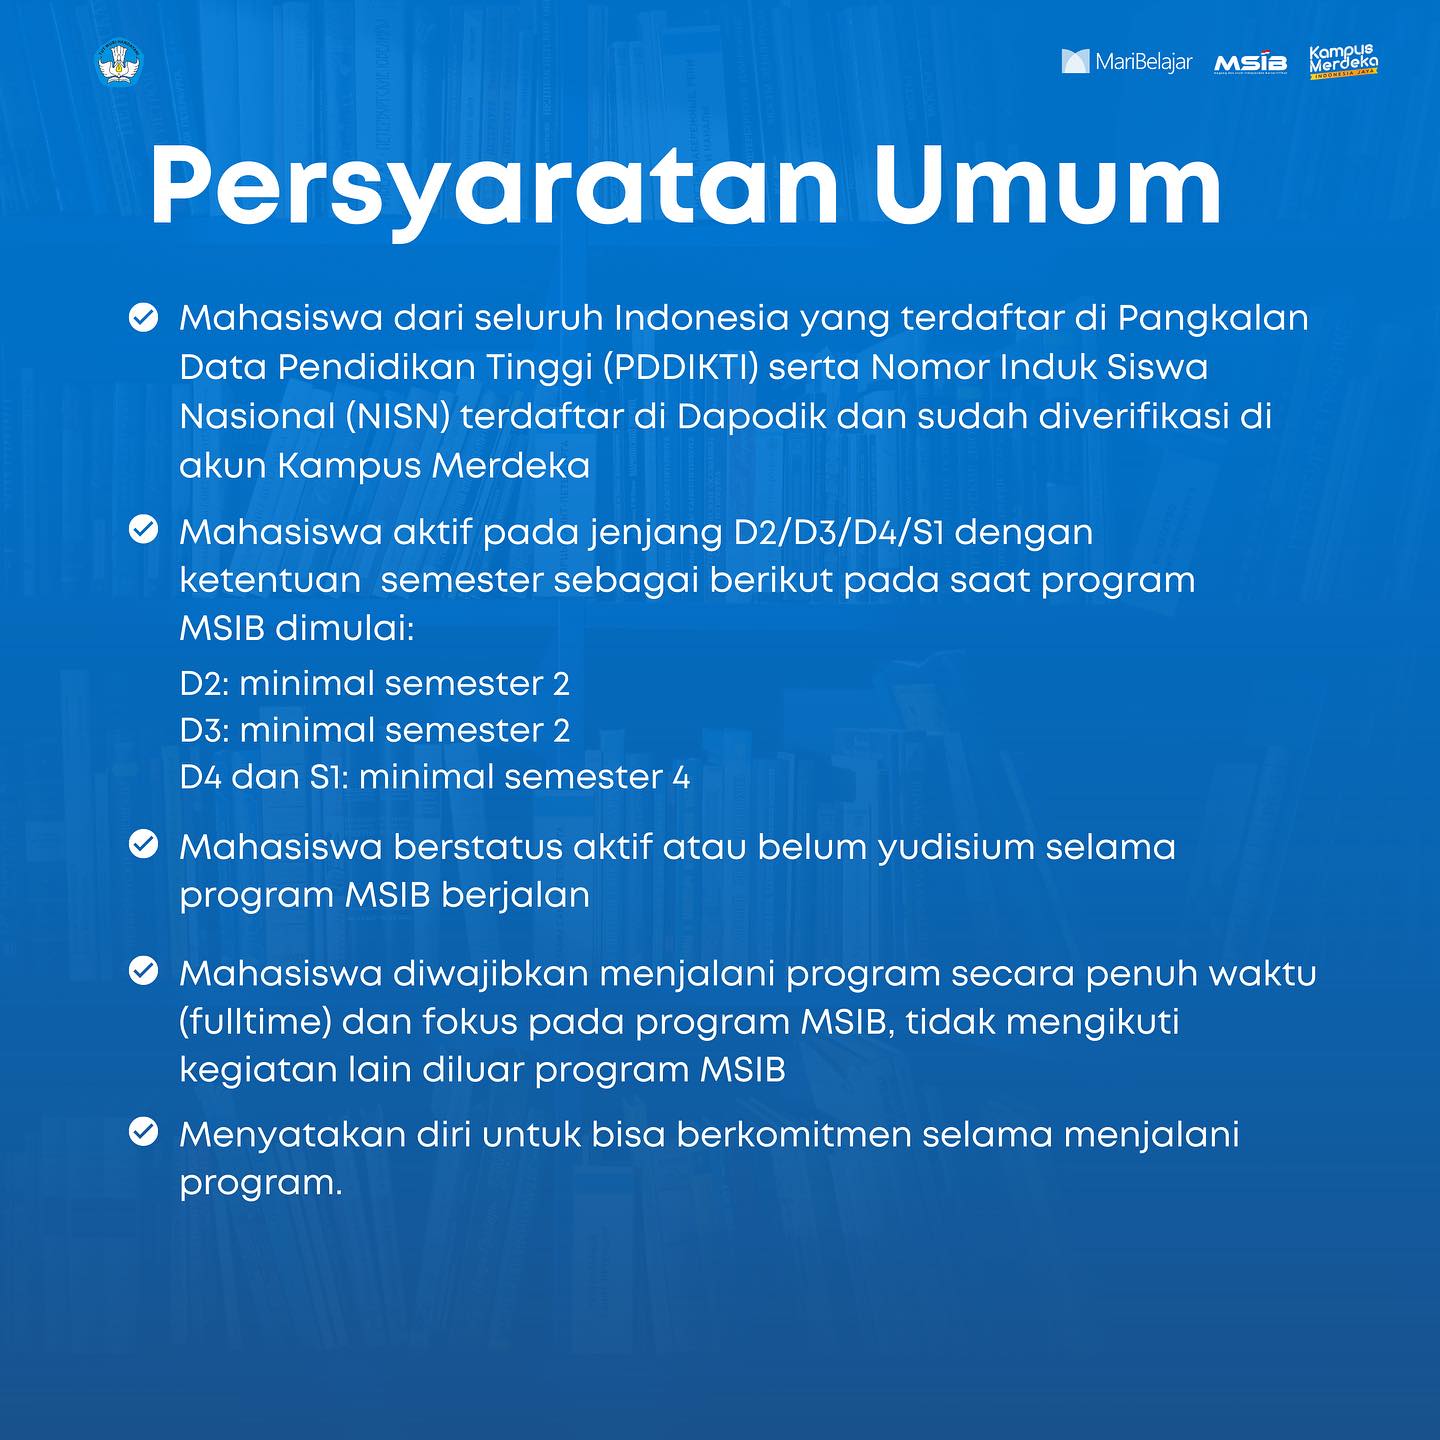 MariBelajar
MSIB
Kampus
Merdeka
INDONESIA JAYA
Persyaratan Umum
Mahasiswa dari seluruh Indonesia yang terdaftar di Pangkalan
Data Pendidikan Tinggi (PDDIKTI) serta Nomor Induk Siswa
Nasional (NISN) terdaftar di Dapodik dan sudah diverifikasi di
akun Kampus Merdeka
Mahasiswa aktif pada jenjang D2/D3/D4/S1 dengan
ketentuan  semester sebagai berikut pada saat program
MSIB dimulai:
D2: minimal semester 2
D3: minimal semester 2
D4 dan S1: minimal semester 4
Mahasiswa berstatus aktif atau belum yudisium selama
program MSIB berjalan
Mahasiswa diwajibkan menjalani program secara penuh waktu
(fulltime) dan fokus pada program MSIB, tidak mengikuti
kegiatan lain diluar program MSIB
Menyatakan diri untuk bisa berkomitmen selama menjalani
program.